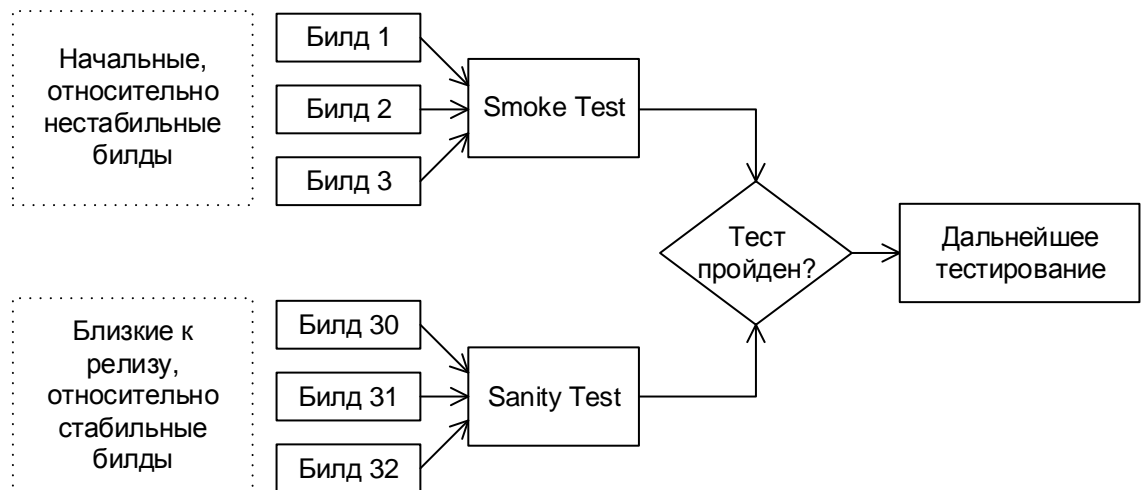 Начальные,
относительно
нестабильные
билды
Билд 1
Билд 2
Билд 3
Smoke Test
Тест
пройден?
Дальнейшее
тестирование
Близкие к
релизу,
относительно
стабильные
билды
Билд 30
Билд 31
Билд 32
Sanity Test